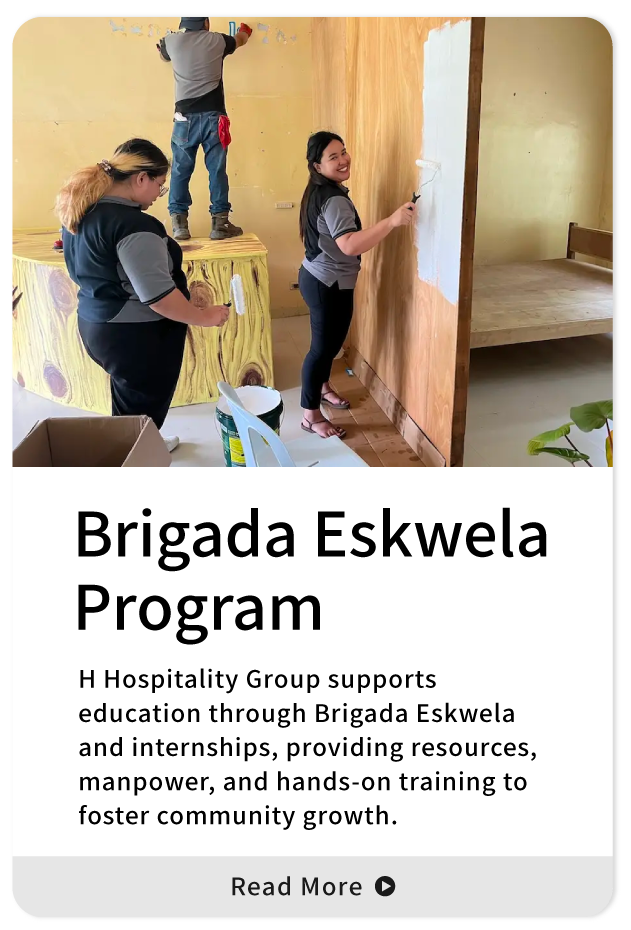 Brigada Eskwela
Program
H Hospitality Group supports
education through Brigada Eskwela
and internships, providing resources,
manpower, and hands-on training to
foster community growth.
Read More